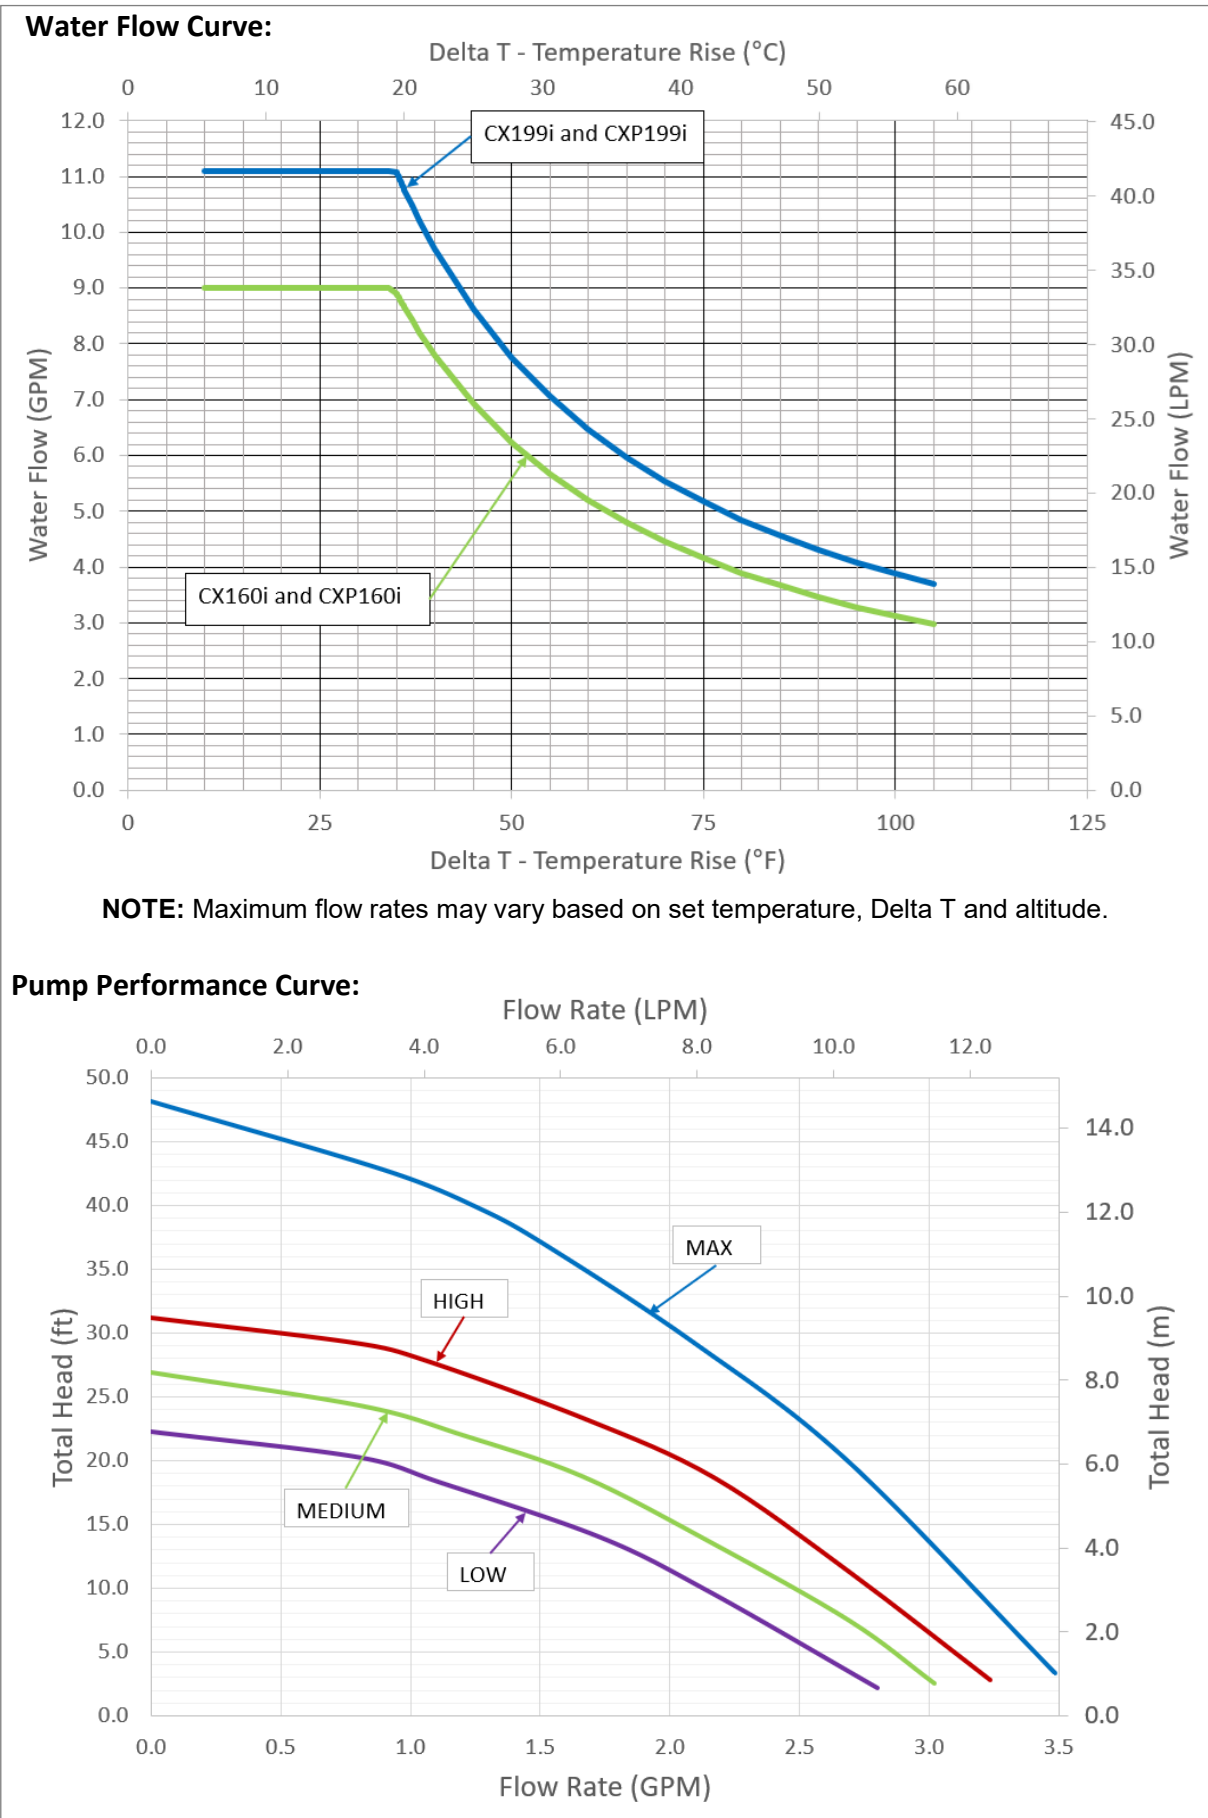 Water Flow Curve:
Delta T - Temperature Rise (°C)
0 10 20 30 40 50 60
12.0 45.0
CX199i and CXP199i
11.0
40.0
10.0
35.0
9.0
8.0 30.0
7.0
25.0
Water Flow (GPM)
Water Flow (LPM)
6.0
20.0
5.0
4.0 15.0
CX160i and CXP160i
3.0
10.0
2.0
5.0
1.0
0.0 0.0
0 25 50 75 100 125
Delta T - Temperature Rise (°F)
NOTE: Maximum flow rates may vary based on set temperature, Delta T and altitude.
Pump Performance Curve:
Flow Rate (LPM)
0.0 2.0 4.0 6.0 8.0 10.0 12.0
50.0
14.0
45.0
40.0 12.0
MAX
35.0
HIGH 10.0
30.0
Total Head (ft)
Total Head (m)
25.0 8.0
20.0 6.0
MEDIUM
15.0
4.0
LOW
10.0
2.0
5.0
0.0 0.0
0.0 0.5 1.0 1.5 2.0 2.5 3.0 3.5
Flow Rate (GPM)